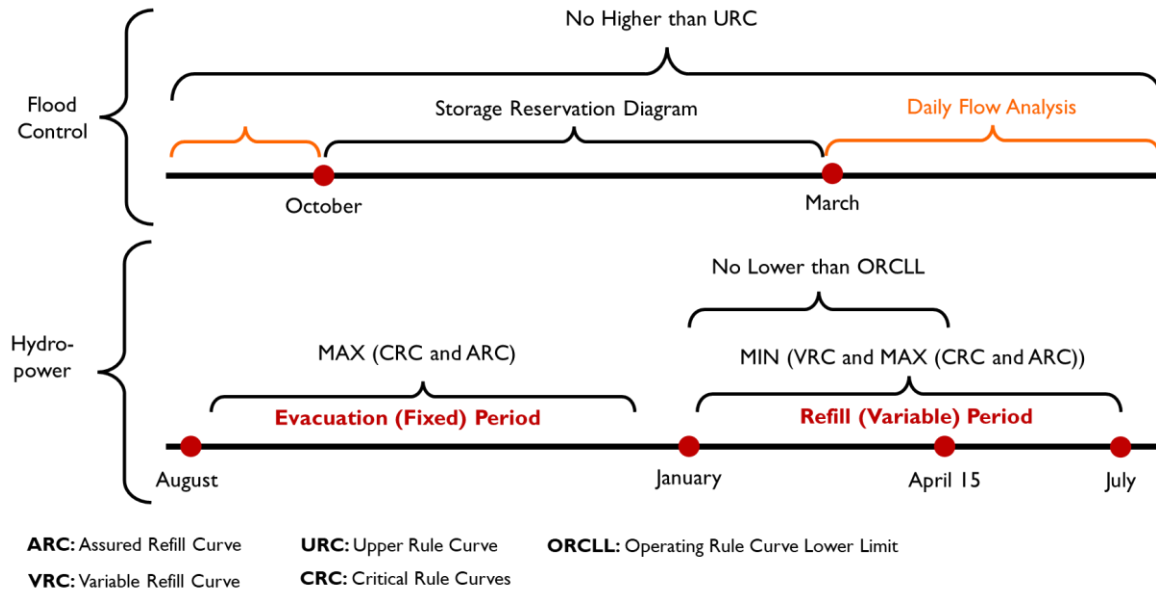 No Higher than URC
Flood
Control
Storage Reservation Diagram
Daily Flow Analysis
October
March
No Lower than ORCLL
Hydro-
power
MAX (CRC and ARC)
MIN (VRC and MAX (CRC and ARC))
Evacuation (Fixed) Period
Refill (Variable) Period
August
January
April 15
July
ARC: Assured Refill Curve
URC: Upper Rule Curve
ORCLL: Operating Rule Curve Lower Limit
VRC: Variable Refill Curve
CRC: Critical Rule Curves